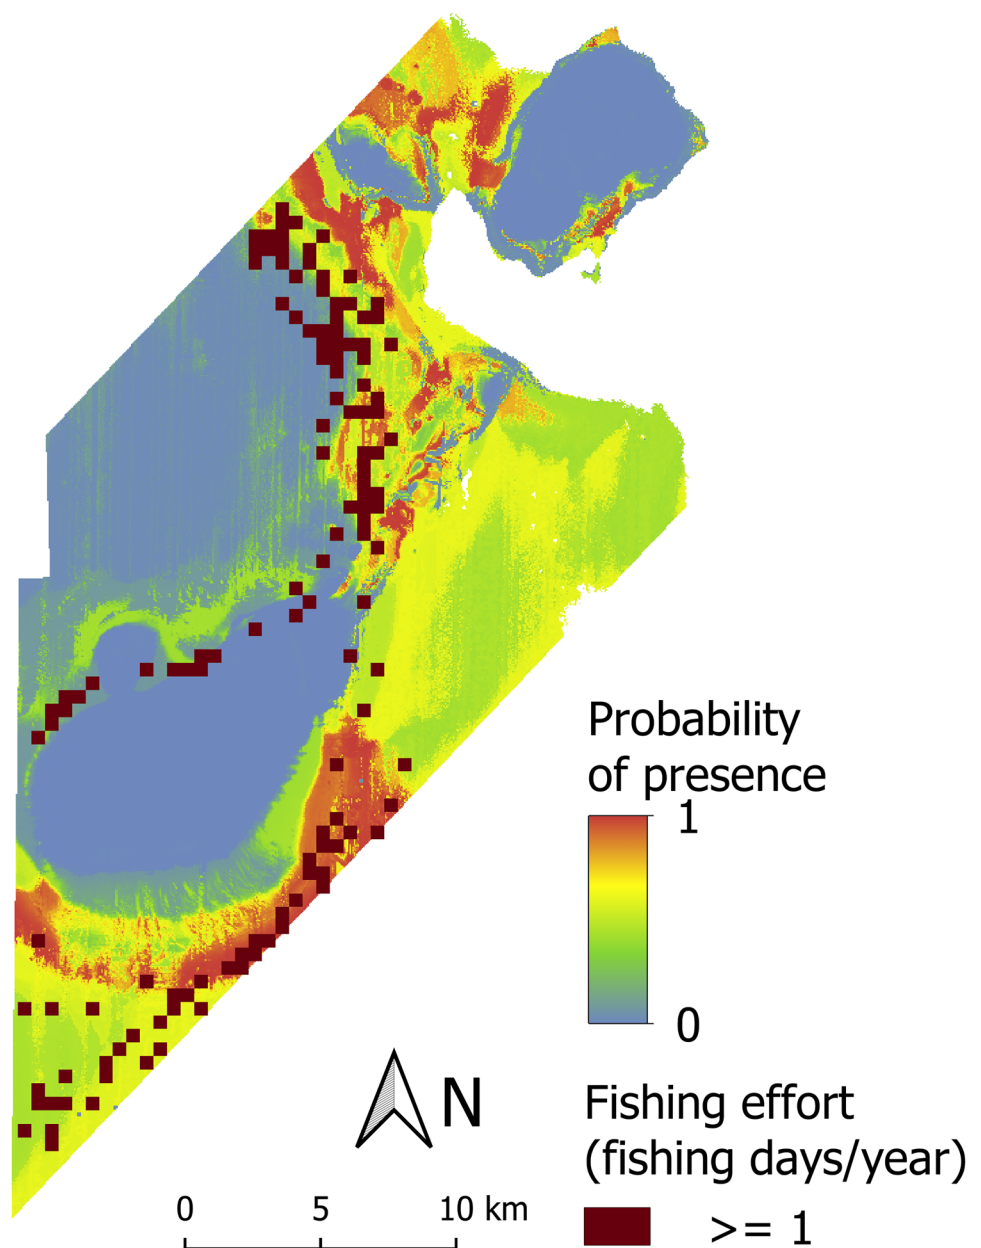 Probability
of presence
1
0
N
Fishing effort
(fishing days/year)
>= 1
0 5 10 km